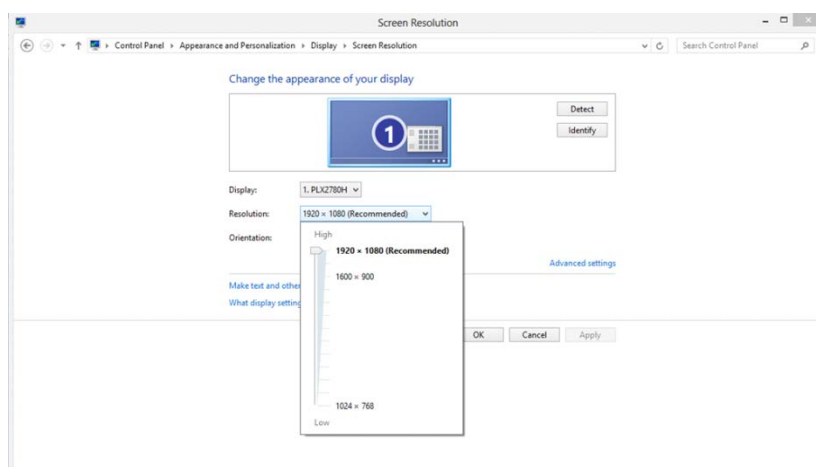 Screen Resolution
Control Panel Appearance and Personalization Display Screen Resolution Search Control Panel
Change the appearance of your display
Detect
1
Identify
Display: 1. PLX2780H
Resolution: 1920 × 1080 (Recommended)
Orientation: High
1920 × 1080 (Recommended)
Advanced settings
1600 × 900
Make text and other
What display setting
OK Cancel Apply
1024 × 768
Low